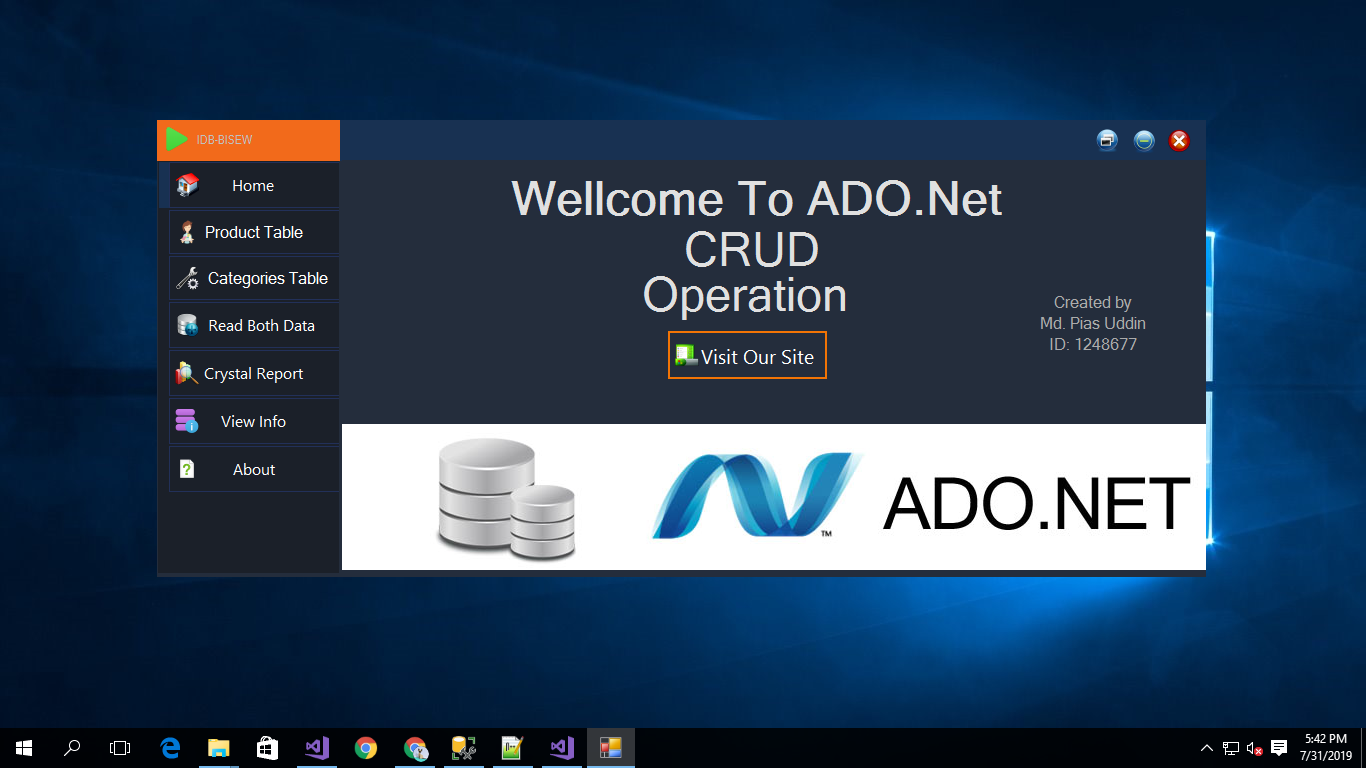 IDB-BISEW
Home
Product Table
Categories Table
Read Both Data
Crystal Report
View Info
About
Wellcome To ADO.Net
CRUD
Operation
Visit Our Site
Created by
Md. Pias Uddin
ID: 1248677
ADO.NET
TM
5:42 PM
7/31/2019